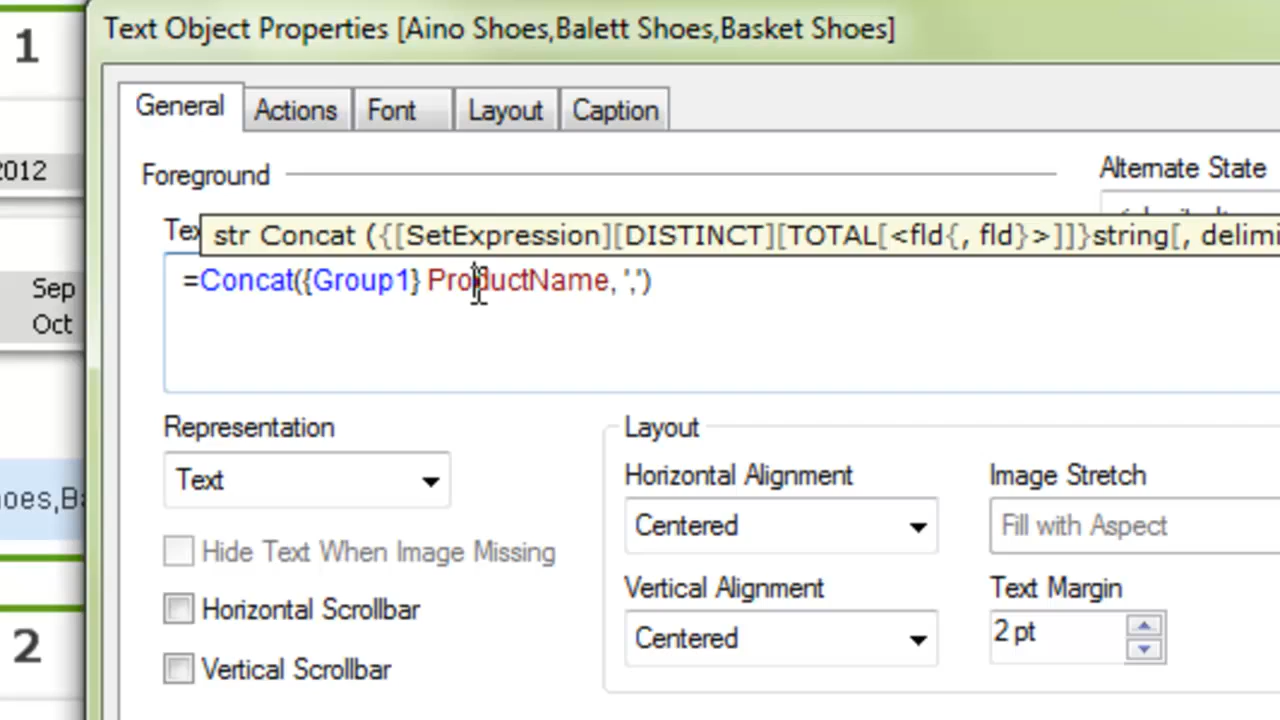 Text Object Properties [Aino Shoes,Balett Shoes,Basket Shoes]
1
General
Actions
Font
Layout
Caption
2012
Foreground
Alternate State
Tex
str Concat ({[SetExpression][DISTINCT][TOTAL[<fld{, fld}>]]}string[, delimi
=Concat({Group1} ProductName, ',')
Sep
Oct
Representation
Layout
Text
Horizontal Alignment
Image Stretch
Centered
Fill with Aspect
oes,Ba
Hide Text When Image Missing
Vertical Alignment
Text Margin
Horizontal Scrollbar
Centered
2 pt
2
Vertical Scrollbar